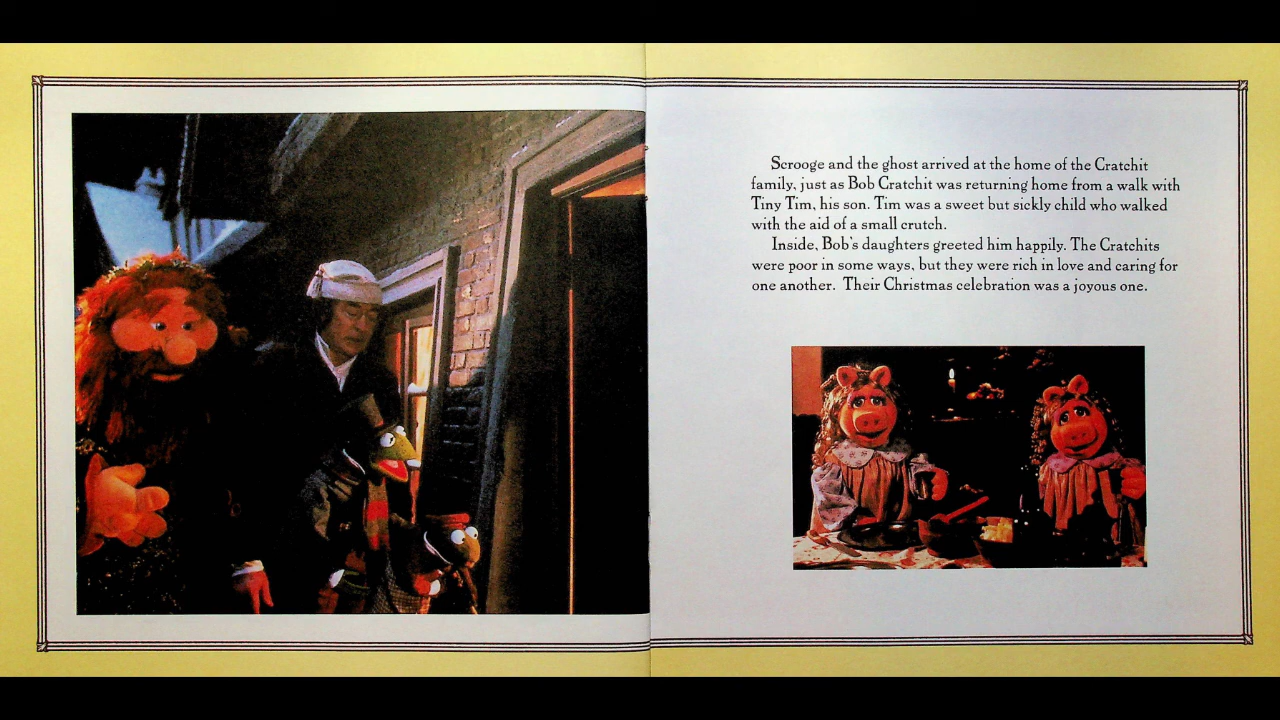 Scrooge and the ghost arrived at the home of the Cratchit
family, just as Bob Cratchit was returning home from a walk with
Tiny Tim, his son. Tim was a sweet but sickly child who walked
with the aid of a small crutch.
Inside, Bob's daughters greeted him happily. The Cratchits
were poor in some ways, but they were rich in love and caring for
one another. Their Christmas celebration was a joyous one.